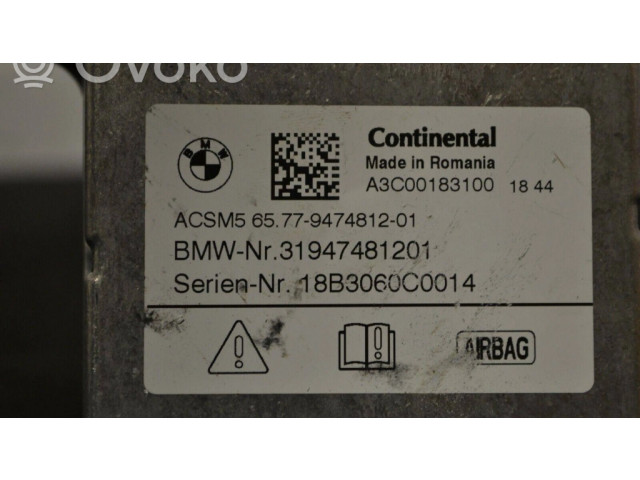 Ovoko
BMW
Continental
Made in Romania
A3C00183100 18 44
ACSM5 65.77-9474812-01
BMW-Nr.31947481201
Serien-Nr. 18B3060C0014
AIRBAG